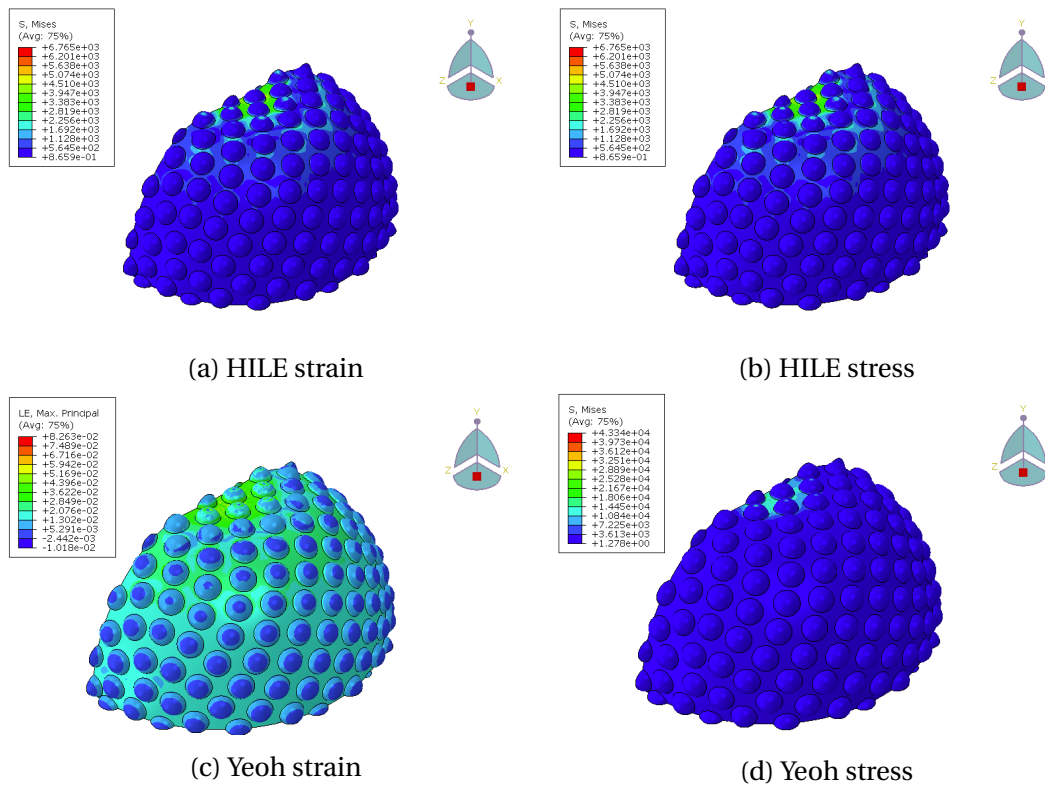 S, Mises
(Avg: 75%)
+6.765e+03
+6.201e+03
+5.638e+03
+5.074e+03
+4.510e+03
+3.947e+03
+3.383e+03
+2.819e+03
+2.256e+03
+1.692e+03
+1.128e+03
+5.645e+02
+8.659e-01
Y
Z
X
(a) HILE strain
S, Mises
(Avg: 75%)
+6.765e+03
+6.201e+03
+5.638e+03
+5.074e+03
+4.510e+03
+3.947e+03
+3.383e+03
+2.819e+03
+2.256e+03
+1.692e+03
+1.128e+03
+5.645e+02
+8.659e-01
Y
Z
X
(b) HILE stress
LE, Max. Principal
(Avg: 75%)
+8.263e-02
+7.489e-02
+6.716e-02
+5.942e-02
+5.169e-02
+4.396e-02
+3.622e-02
+2.849e-02
+2.076e-02
+1.302e-02
+5.291e-03
-2.442e-03
-1.018e-02
Y
Z
X
(c) Yeoh strain
S, Mises
(Avg: 75%)
+4.334e+04
+3.973e+04
+3.612e+04
+3.251e+04
+2.889e+04
+2.528e+04
+2.167e+04
+1.806e+04
+1.445e+04
+1.084e+04
+7.225e+03
+3.613e+03
+1.278e+00
Y
Z
X
(d) Yeoh stress